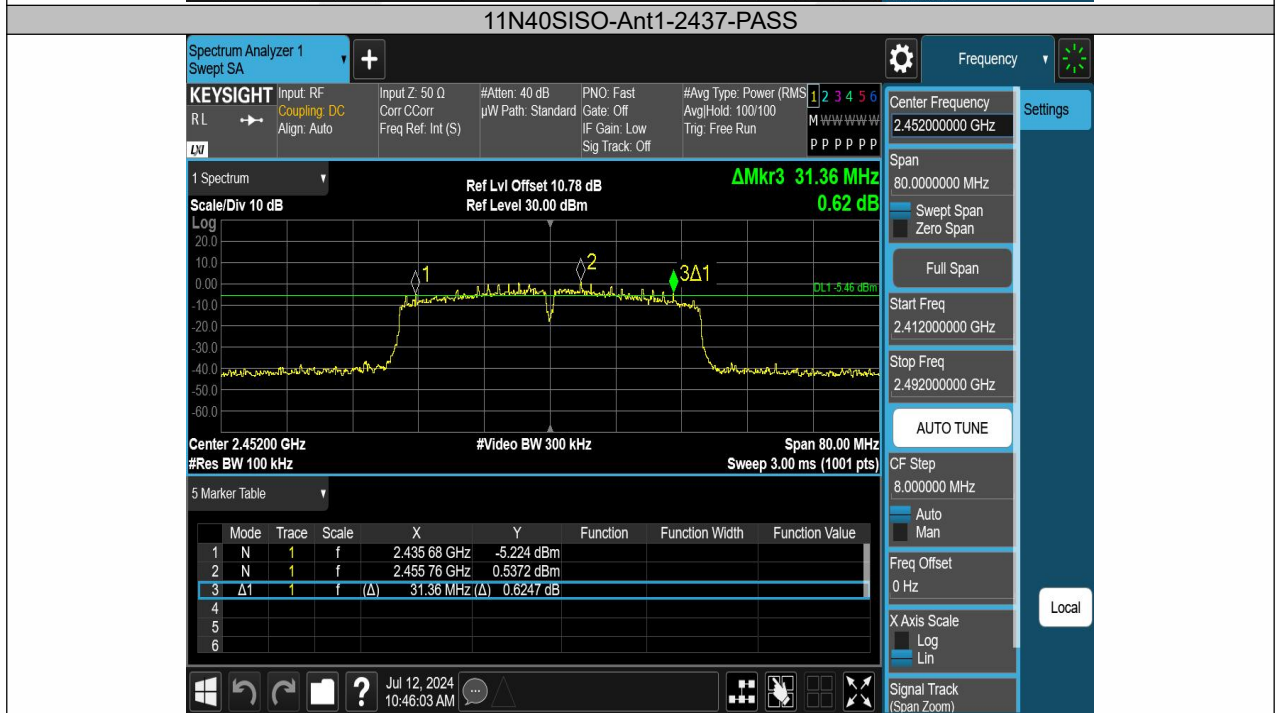 11N40SISO-Ant1-2437-PASS
Spectrum Analyzer 1
Swept SA
+
Frequency
KEYSIGHT
RL
LXI
Input: RF
Coupling: DC
Align: Auto
Input Z: 50 Ω
Corr CCorr
Freq Ref: Int (S)
#Atten: 40 dB
µW Path: Standard
PNO: Fast
Gate: Off
IF Gain: Low
Sig Track: Off
#Avg Type: Power (RMS
Avg|Hold: 100/100
Trig: Free Run
1 2 3 4 5 6
M W W W W W
P P P P P P
1 Spectrum
Scale/Div 10 dB
Ref Lvl Offset 10.78 dB
Ref Level 30.00 dBm
ΔMkr3 31.36 MHz
0.62 dB
Log
20.0
10.0
0.00
-10.0
-20.0
-30.0
-40.0
-50.0
-60.0
1
2
3Δ1
DL1 -5.46 dBm
Center 2.45200 GHz
#Res BW 100 kHz
#Video BW 300 kHz
Span 80.00 MHz
Sweep 3.00 ms (1001 pts)
5 Marker Table
Mode Trace Scale X Y Function Function Width Function Value
1 N 1 f 2.435 68 GHz -5.224 dBm
2 N 1 f 2.455 76 GHz 0.5372 dBm
3 Δ1 1 f (Δ) 31.36 MHz (Δ) 0.6247 dB
4
5
6
?
Jul 12, 2024
10:46:03 AM
Center Frequency
2.452000000 GHz
Settings
Span
80.0000000 MHz
Swept Span
Zero Span
Full Span
Start Freq
2.412000000 GHz
Stop Freq
2.492000000 GHz
AUTO TUNE
CF Step
8.000000 MHz
Auto
Man
Freq Offset
0 Hz
X Axis Scale
Log
Lin
Local
Signal Track
(Span Zoom)